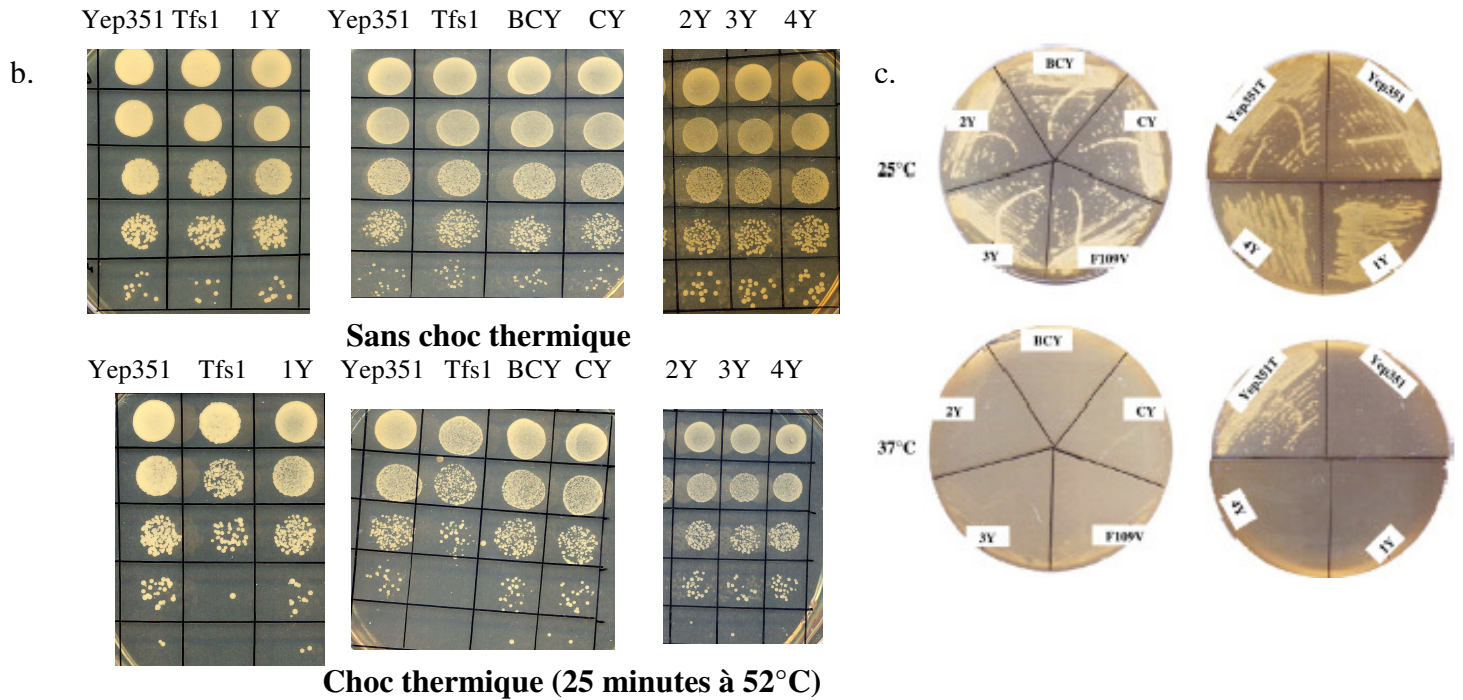 Yep351 Tfs1 1Y Yep351 Tfs1 BCY CY 2Y 3Y 4Y
b.
c.
BCY
2Y
CY
3Y
F109V
25°C
Yep351T
Yep351
4Y
1Y
Sans choc thermique
Yep351 Tfs1 1Y Yep351 Tfs1 BCY CY 2Y 3Y 4Y
BCY
2Y
CY
3Y
F109V
37°C
Yep351T
Yep351
4Y
1Y
Choc thermique (25 minutes à 52°C)